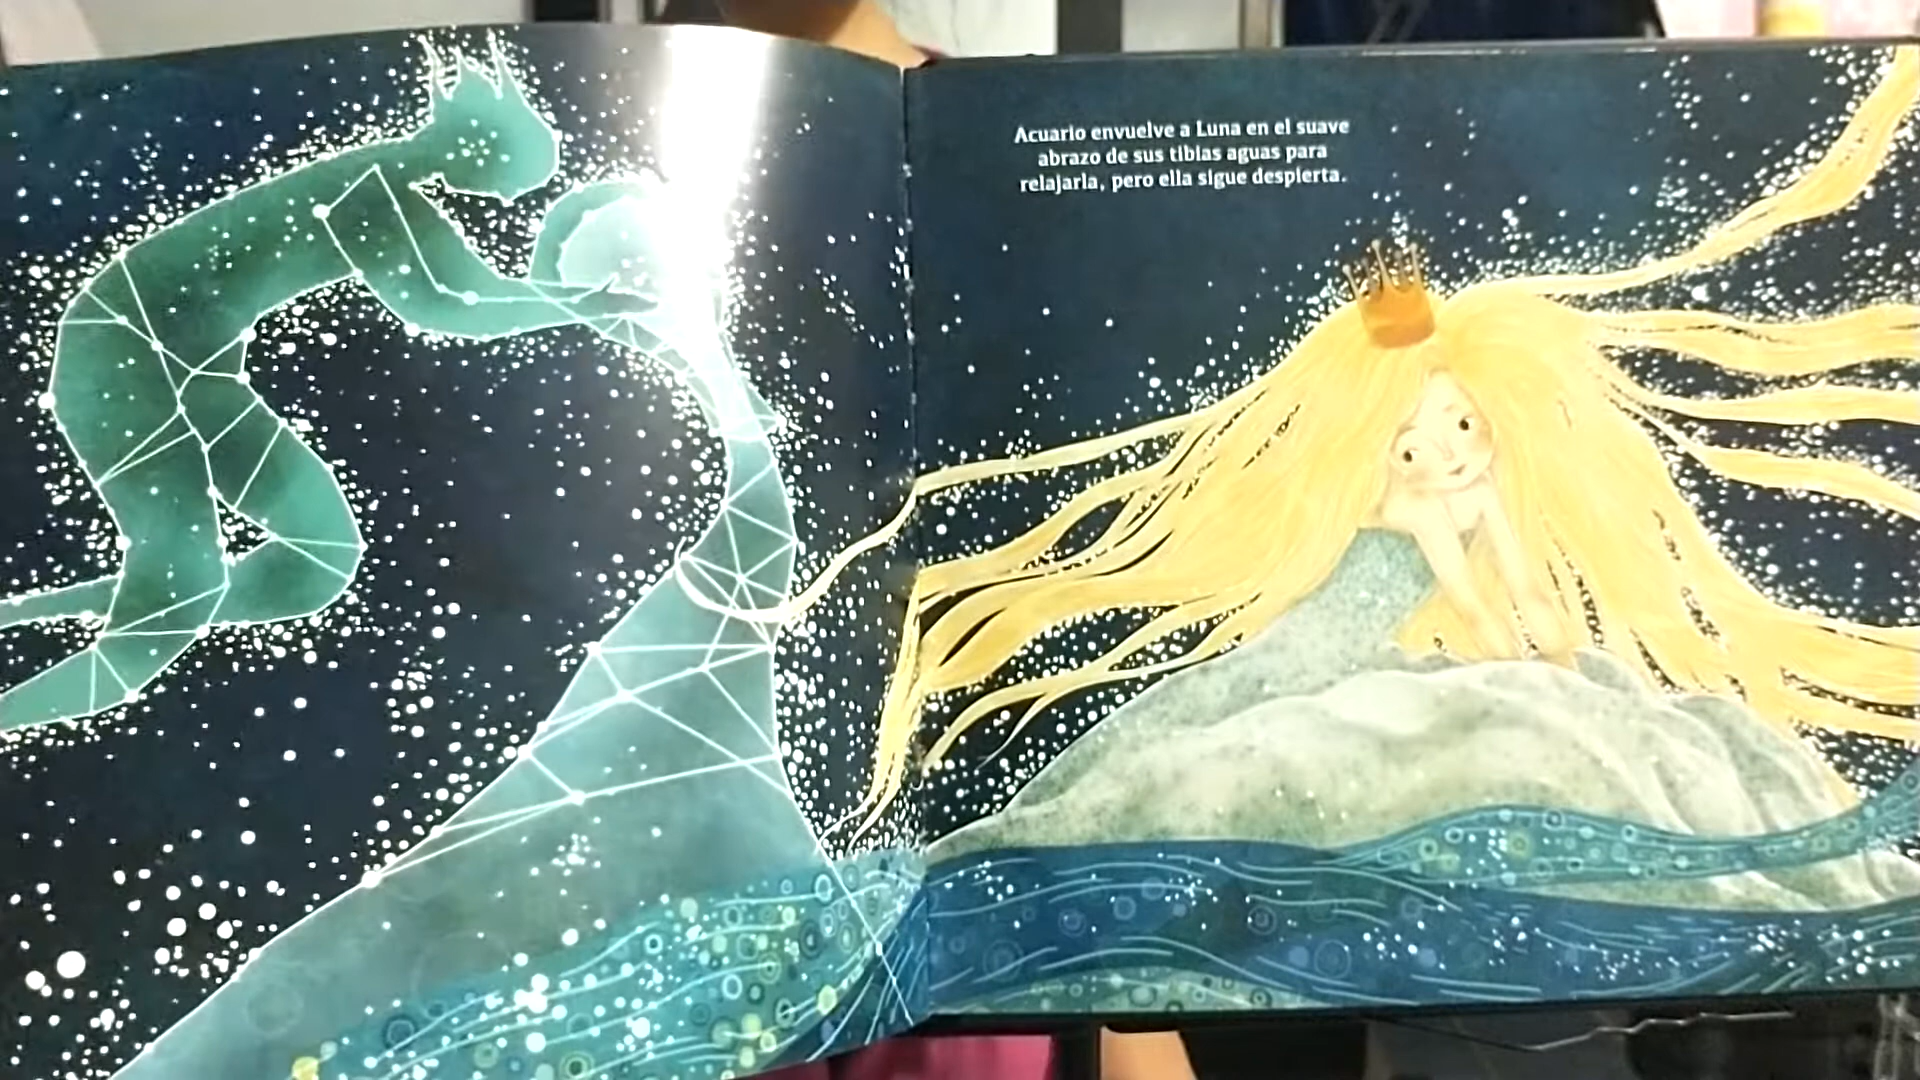 Acuario envuelve a Luna en el suave
abrazo de sus tibias aguas para
relajarla, pero ella sigue despierta.